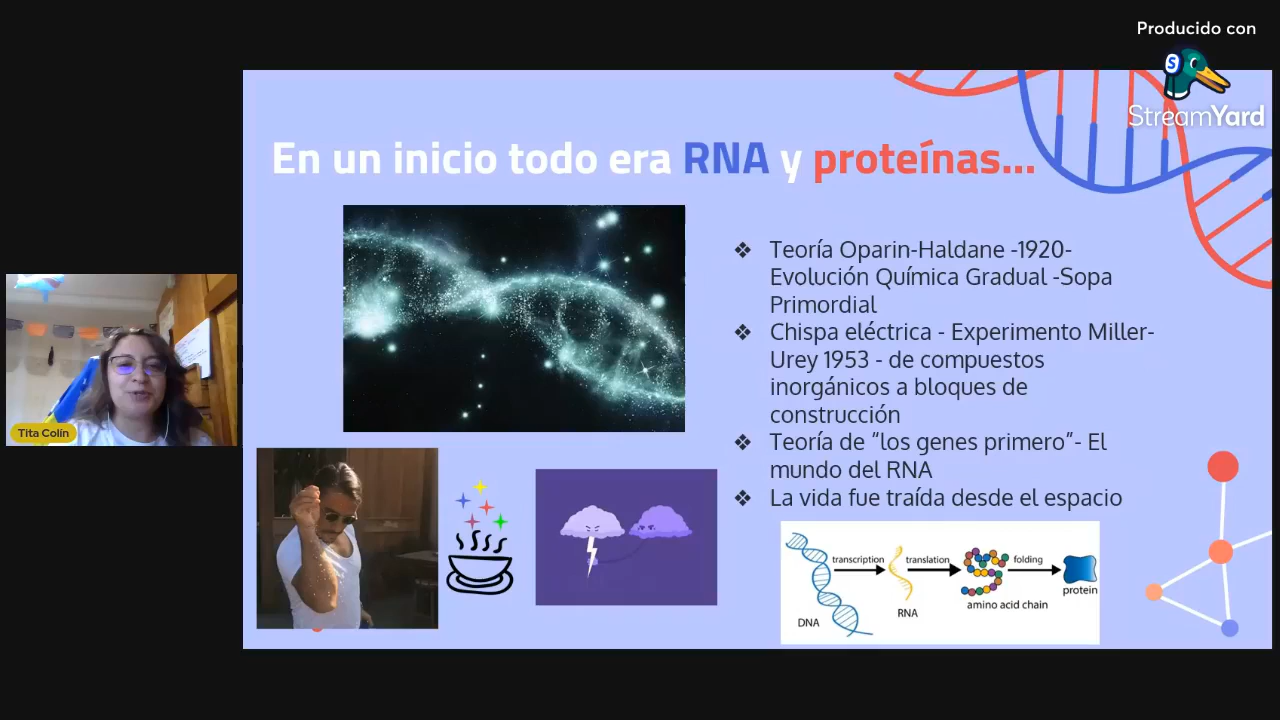 Producido con
StreamYard
En un inicio todo era RNA y proteínas...
Teoría Oparin-Haldane -1920-
Evolución Química Gradual -Sopa
Primordial
Chispa eléctrica - Experimento Miller-
Urey 1953 - de compuestos
inorgánicos a bloques de
construcción
Teoría de “los genes primero”- El
mundo del RNA
La vida fue traída desde el espacio
transcription
translation
folding
DNA
RNA
amino acid chain
protein
Tita Colín